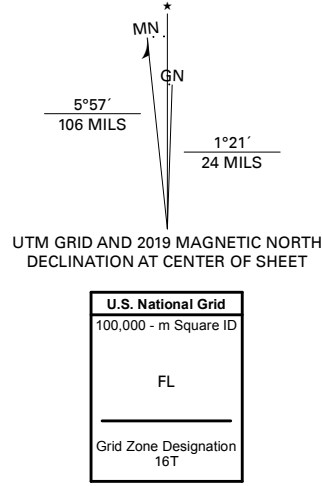 MN
GN
5°57´
106 MILS
1°21´
24 MILS
UTM GRID AND 2019 MAGNETIC NORTH
DECLINATION AT CENTER OF SHEET
U.S. National Grid
100,000 - m Square ID
FL
Grid Zone Designation
16T